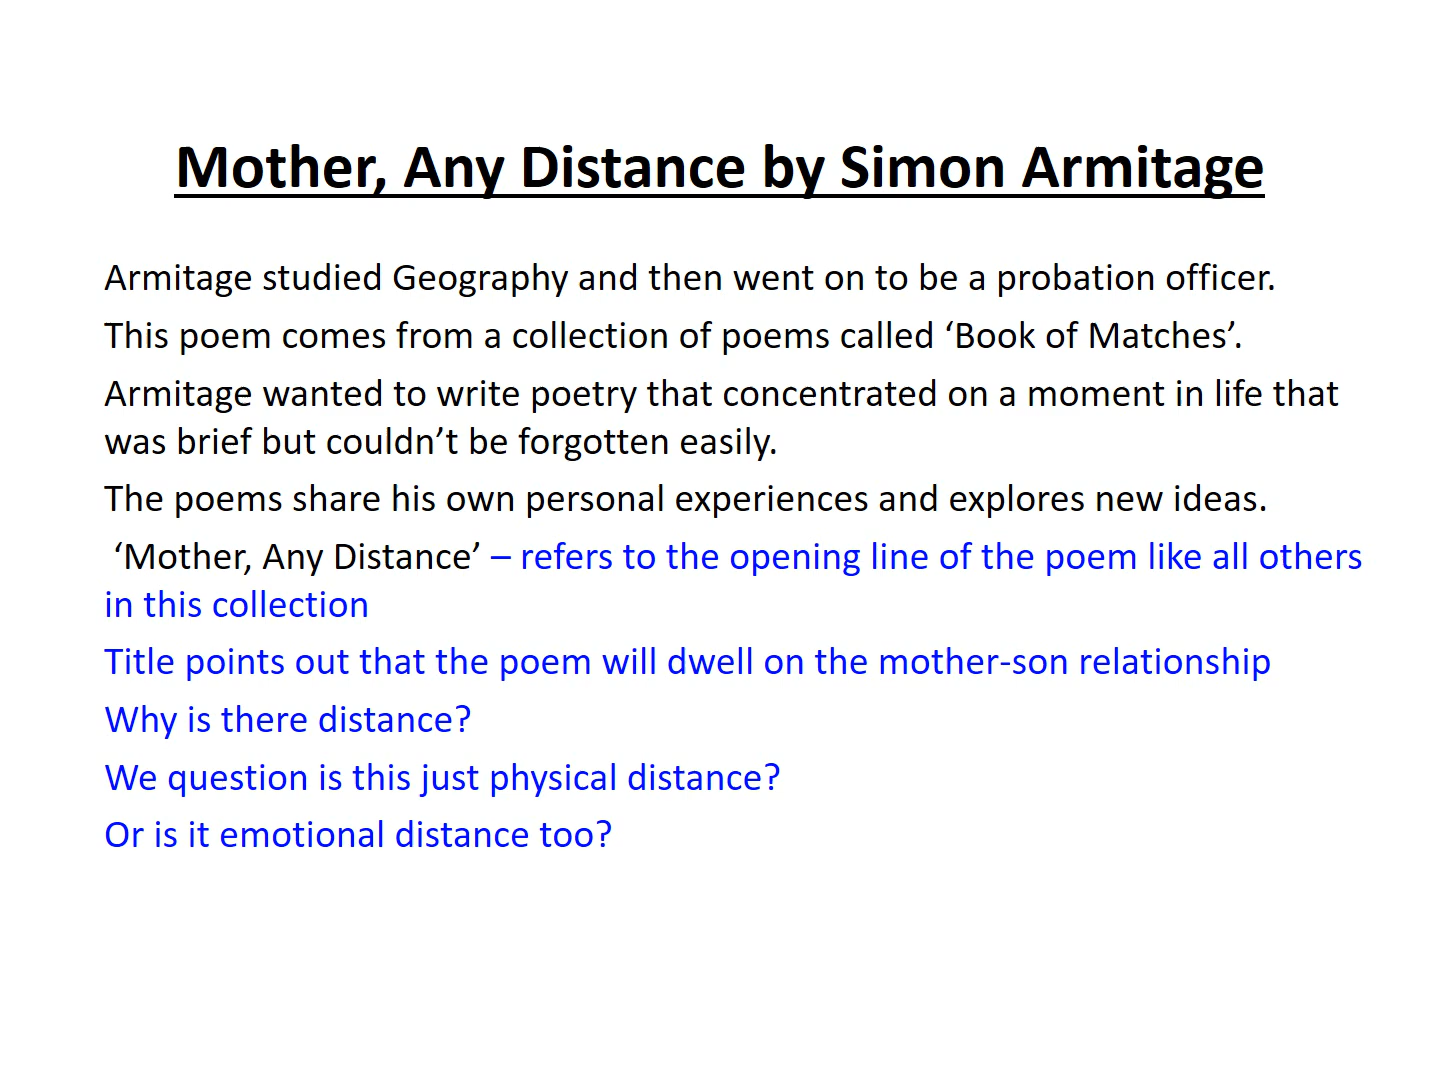 Mother, Any Distance by Simon Armitage
Armitage studied Geography and then went on to be a probation officer.
This poem comes from a collection of poems called ‘Book of Matches’.
Armitage wanted to write poetry that concentrated on a moment in life that
was brief but couldn’t be forgotten easily.
The poems share his own personal experiences and explores new ideas.
‘Mother, Any Distance’ – refers to the opening line of the poem like all others
in this collection
Title points out that the poem will dwell on the mother-son relationship
Why is there distance?
We question is this just physical distance?
Or is it emotional distance too?